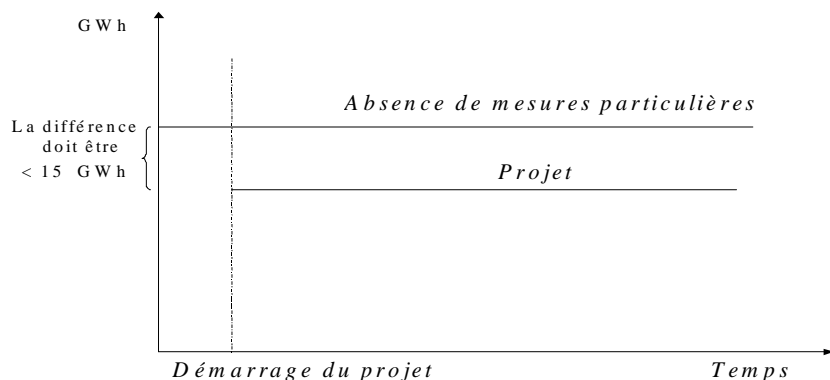 GWh
Absence de mesures particulières
La différence
doit être
< 15 GWh
Projet
Démarrage du projet
Temps